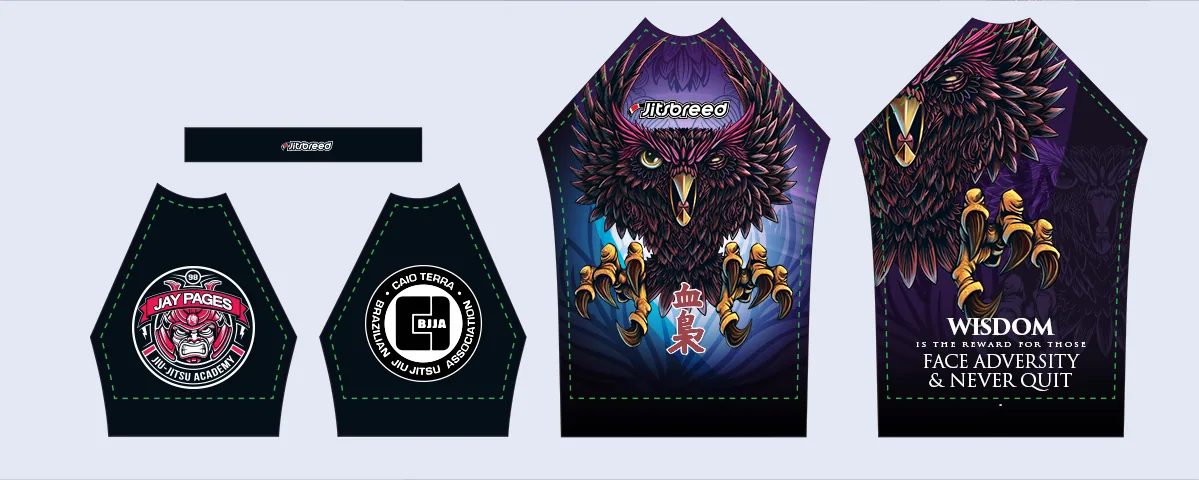 Jitsbreed
98
JAY PAGES
JIU-JITSU ACADEMY
• CAIO TERRA •
BRAZILIAN JIU JITSU ASSOCIATION
BJJA
Jitsbreed
血
梟
WISDOM
IS THE REWARD FOR THOSE
FACE ADVERSITY
& NEVER QUIT